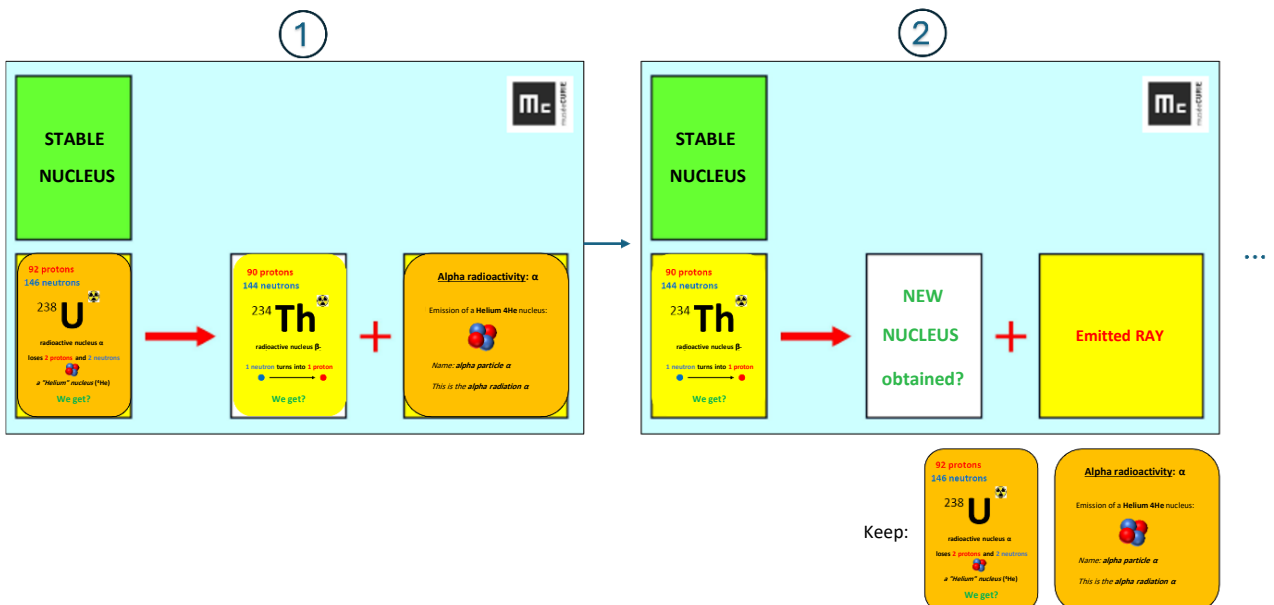 1
STABLE
NUCLEUS
Mc
muséeCURIE
92 protons
146 neutrons
238 U
radioactive nucleus α
loses 2 protons and 2 neutrons
a "Helium" nucleus (⁴He)
We get?
90 protons
144 neutrons
234 Th
radioactive nucleus β-
1 neutron turns into 1 proton
We get?
+
Alpha radioactivity: α
Emission of a Helium 4He nucleus:
Name: alpha particle α
This is the alpha radiation α
2
STABLE
NUCLEUS
Mc
muséeCURIE
90 protons
144 neutrons
234 Th
radioactive nucleus β-
1 neutron turns into 1 proton
We get?
NEW
NUCLEUS
obtained?
+
Emitted RAY
...
Keep:
92 protons
146 neutrons
238 U
radioactive nucleus α
loses 2 protons and 2 neutrons
a "Helium" nucleus (⁴He)
We get?
Alpha radioactivity: α
Emission of a Helium 4He nucleus:
Name: alpha particle α
This is the alpha radiation α